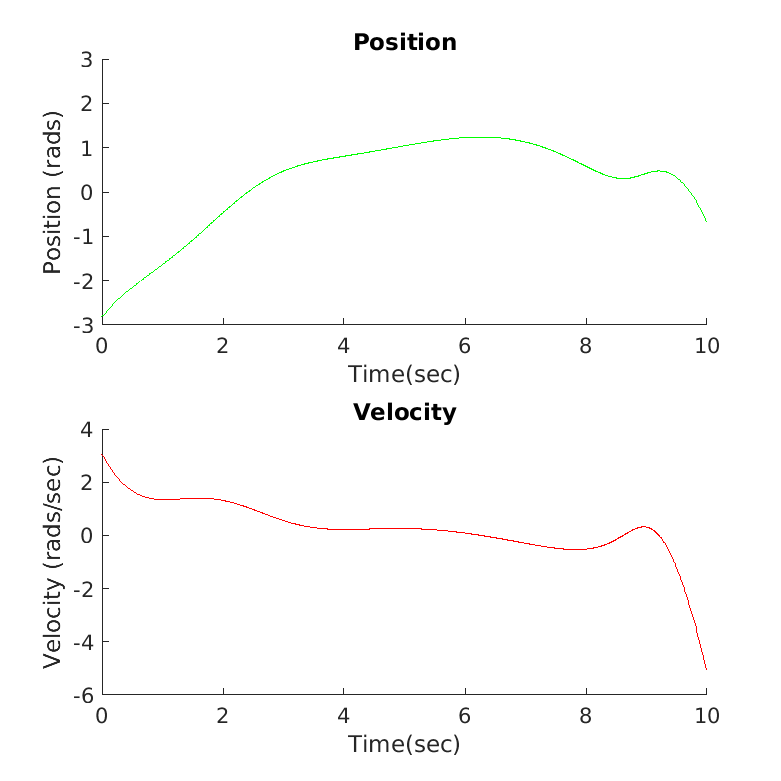 Position
Position (rads)
3
2
1
0
-1
-2
-3
0 2 4 6 8 10
Time(sec)
Velocity
Velocity (rads/sec)
4
2
0
-2
-4
-6
0 2 4 6 8 10
Time(sec)